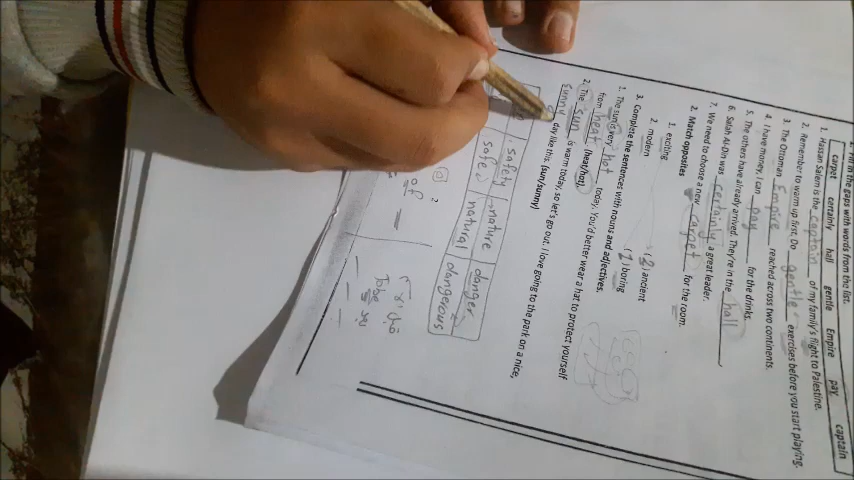 1. Fill in the gaps with words from the list.
carpet certainly hall gentle Empire pay captain
1. Hassan Salem is the captain of my family's flight to Palestine.
2. Remember to warm up first. Do gentle exercises before you start playing.
3. The Ottoman Empire reached across two continents.
4. I have money. I can pay for the drinks.
5. The others have already arrived. They're in the hall.
6. Salah Al-Din was certainly a great leader.
7. We need to choose a new carpet for the room.
2. Match opposites
1. exciting (2) ancient
2. modern (1) boring
3. Complete the sentences with nouns and adjectives.
1. The sun is very hot today. You'd better wear a hat to protect yourself
from heat (heat/hot).
2. The sun is warm today, so let's go out. I love going to the park on a nice,
sunny day like this. (sun/sunny)
safety nature danger
safe natural dangerous
of